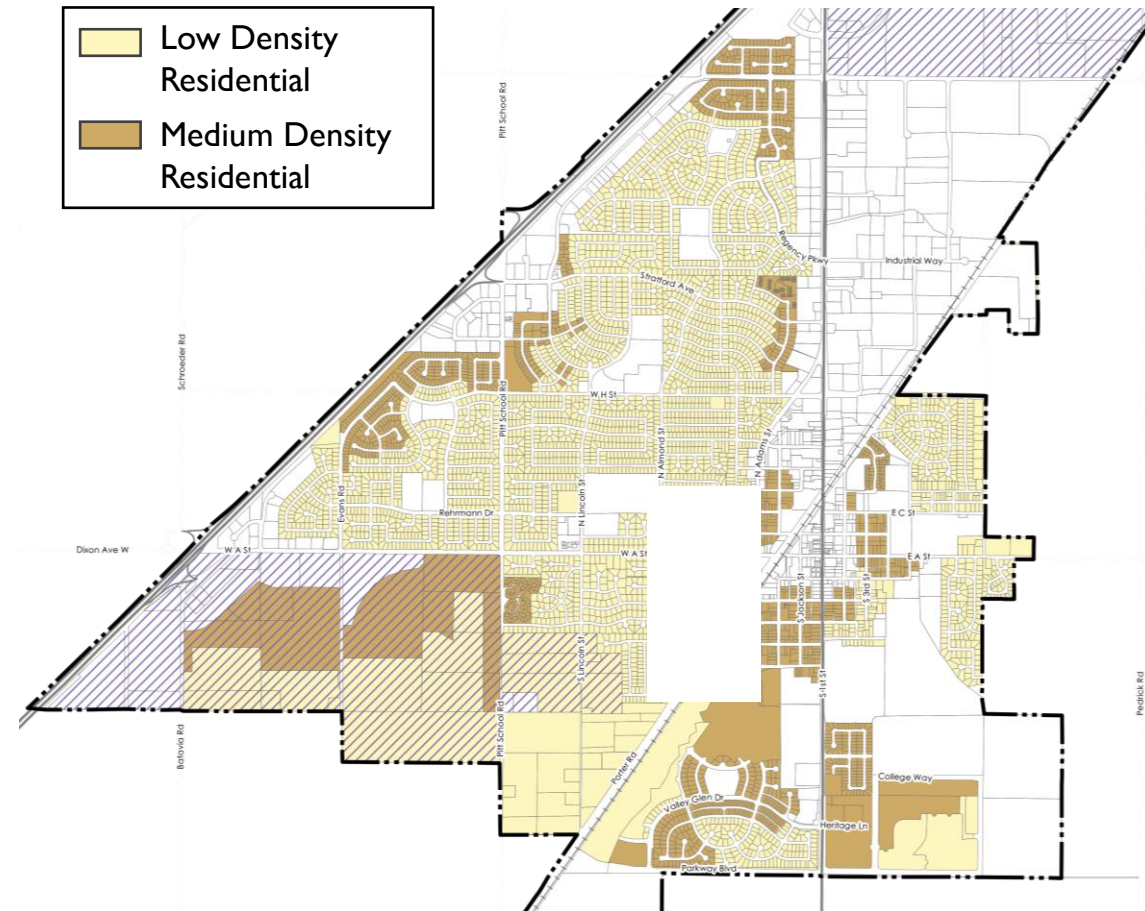 Low Density
Residential
Medium Density
Residential
Pitt School Rd
Regency Pkwy
Industrial Way
Stratford Ave
Schroeder Rd
Pitt School Rd
W H St
N Almond St
N Adams St
Evans Rd
N Lincoln St
Rehrmann Dr
E C St
Dixon Ave W
W A St
W A St
E A St
S Jackson St
S 3rd St
S Lincoln St
S 1st St
Pedrick Rd
Batavia Rd
Pitt School Rd
Porter Rd
College Way
Valley Glen Dr
Heritage Ln
Parkway Blvd